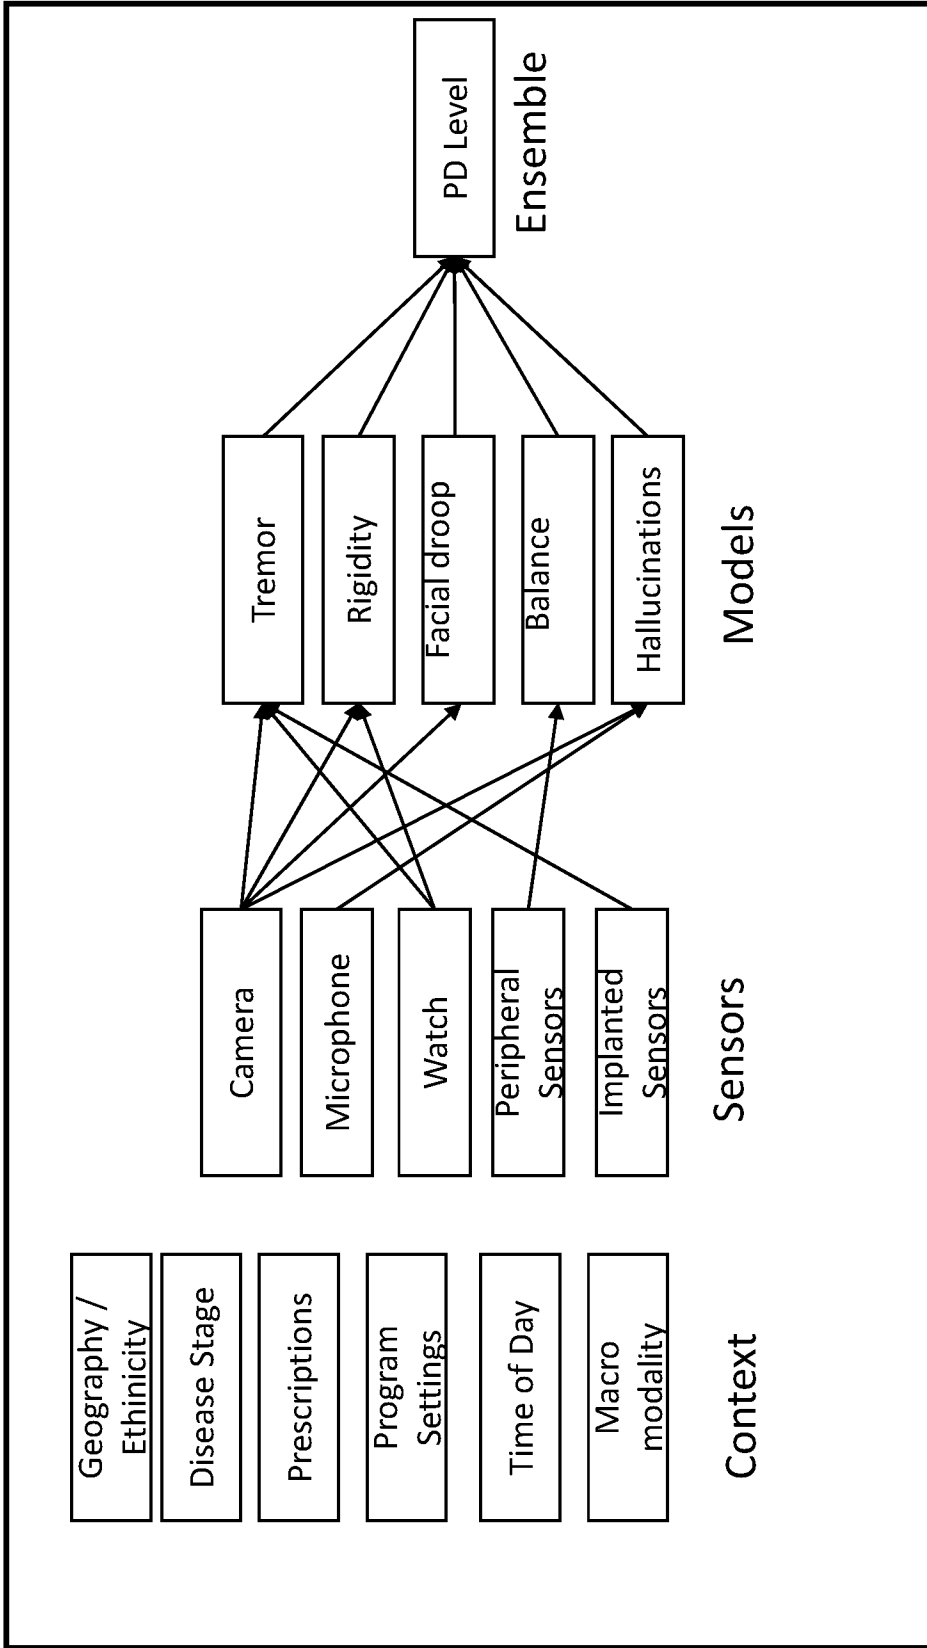 Geography /
Ethinicity
Disease Stage
Prescriptions
Program
Settings
Time of Day
Macro
modality
Context
Camera
Microphone
Watch
Peripheral
Sensors
Implanted
Sensors
Sensors
Tremor
Rigidity
Facial droop
Balance
Hallucinations
Models
PD Level
Ensemble